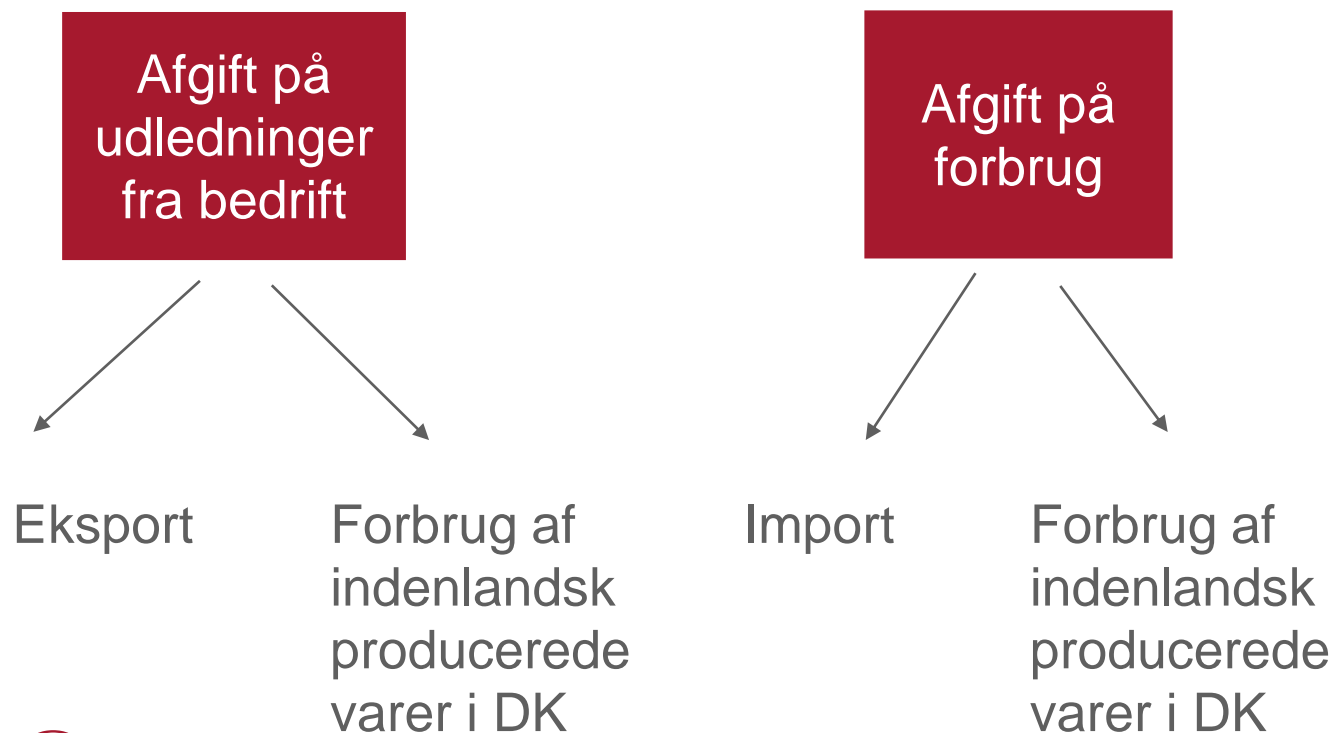 Afgift på
udledninger
fra bedrift
Afgift på
forbrug
Eksport
Forbrug af
indenlandsk
producerede
varer i DK
Import
Forbrug af
indenlandsk
producerede
varer i DK